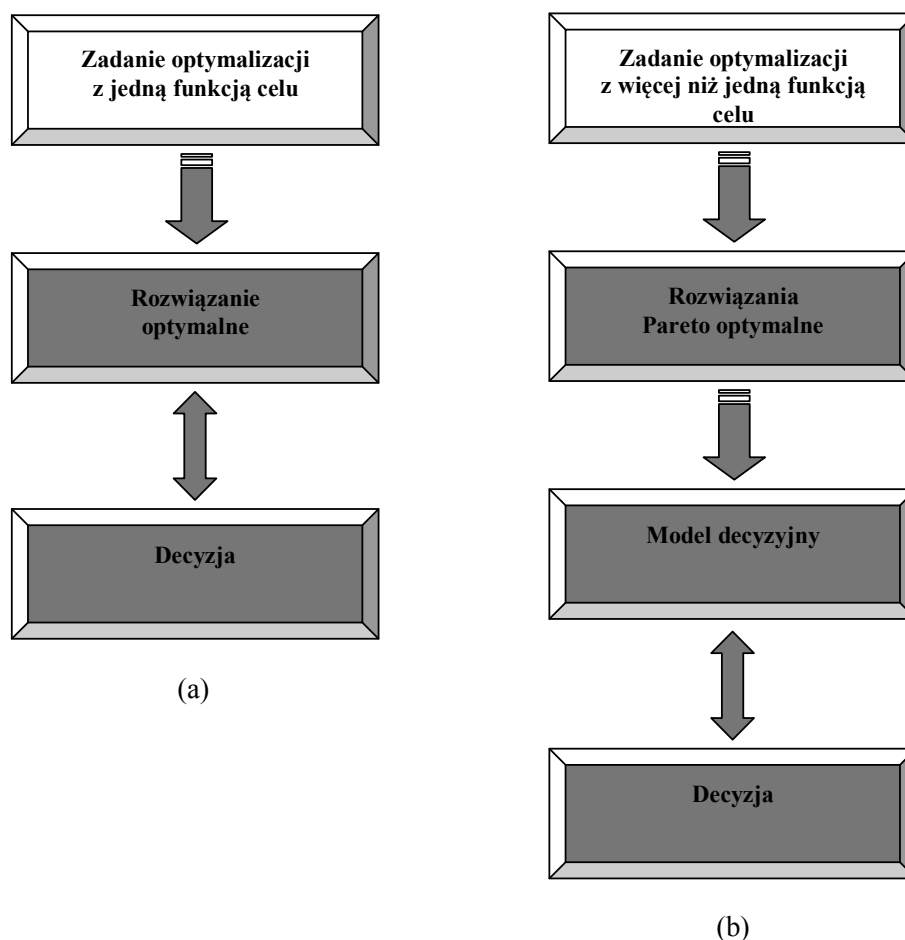 Zadanie optymalizacji
z jedną funkcją celu
Rozwiązanie
optymalne
Decyzja
(a)
Zadanie optymalizacji
z więcej niż jedną funkcją
celu
Rozwiązania
Pareto optymalne
Model decyzyjny
Decyzja
(b)